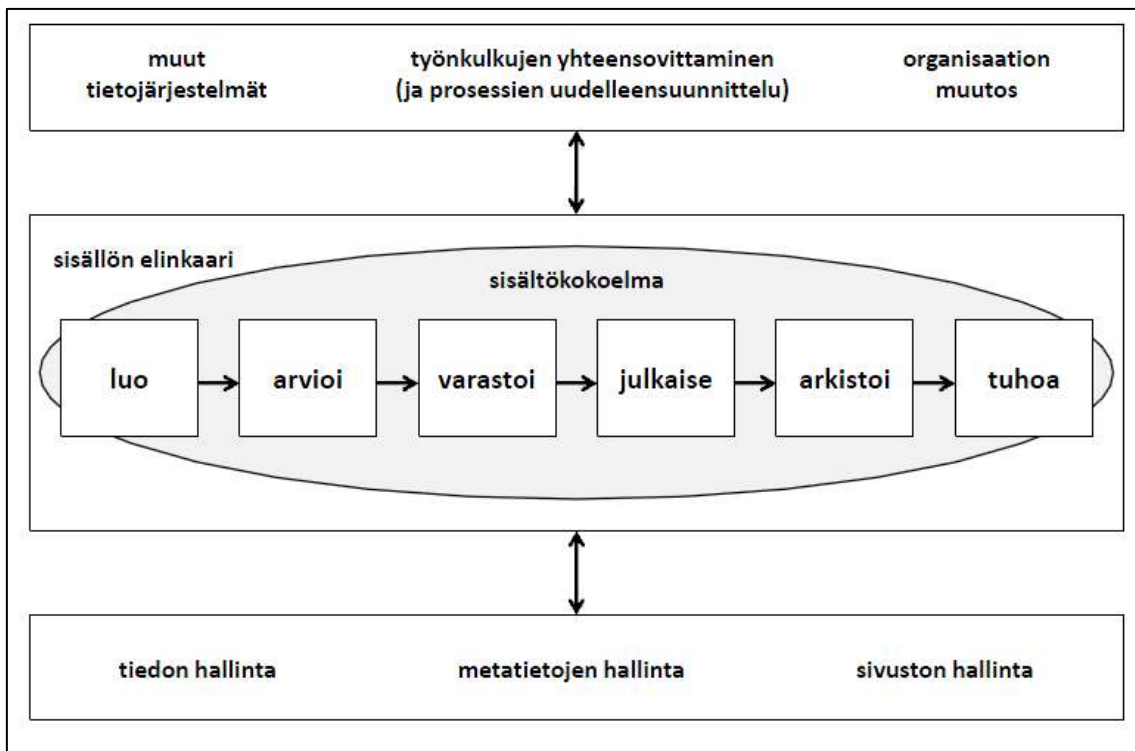 muut
tietojärjestelmät
työnkulkujen yhteensovittaminen
(ja prosessien uudelleensuunnittelu)
organisaation
muutos
sisällön elinkaari
sisältökokoelma
luo
arvioi
varastoi
julkaise
arkistoi
tuhoa
tiedon hallinta
metatietojen hallinta
sivuston hallinta